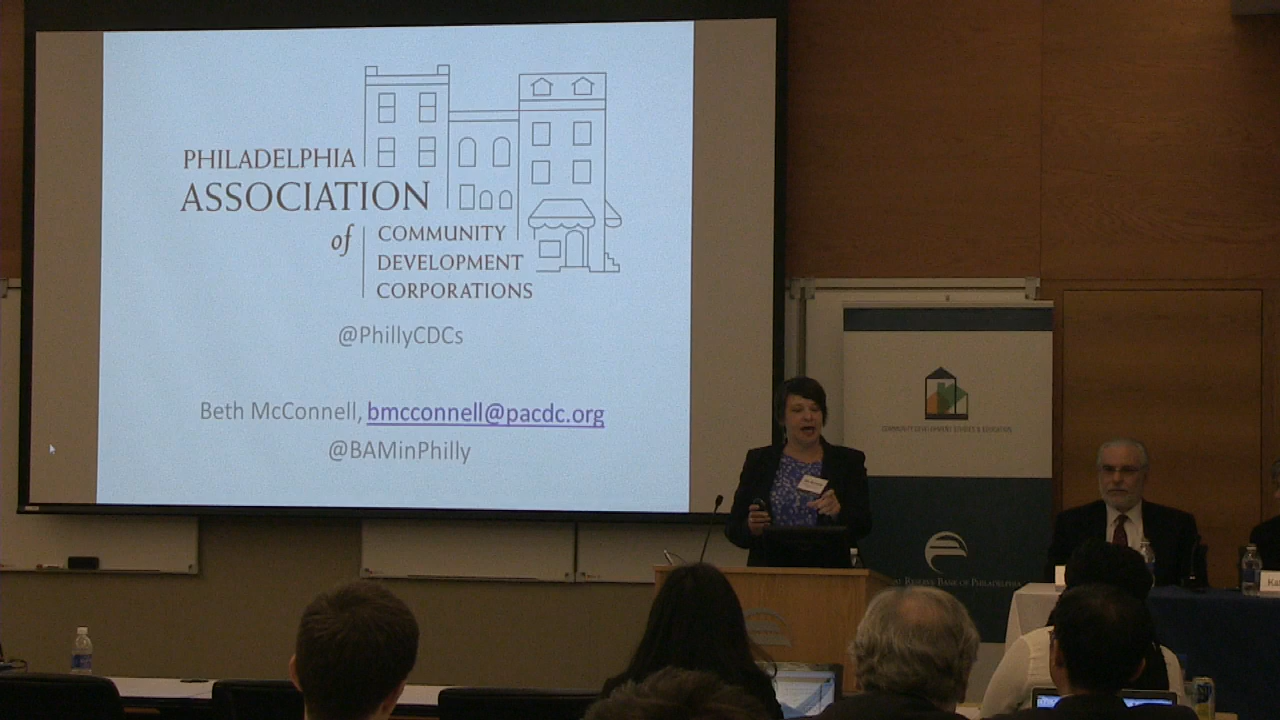 PHILADELPHIA
ASSOCIATION
of
COMMUNITY
DEVELOPMENT
CORPORATIONS
@PhillyCDCs
Beth McConnell, bmcconnell@pacdc.org
@BAMinPhilly
COMMUNITY DEVELOPMENT STUDIES & EDUCATION
RESERVE BANK OF PHILADELPHIA